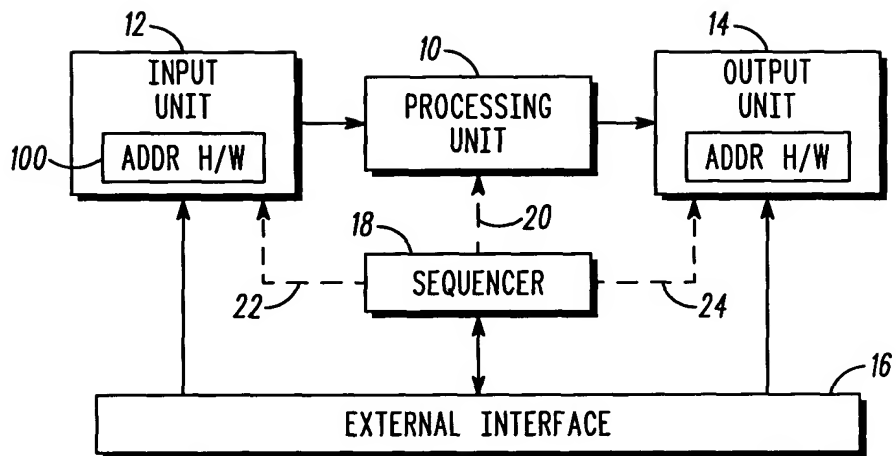 12
INPUT
UNIT
100
ADDR H/W
10
PROCESSING
UNIT
14
OUTPUT
UNIT
ADDR H/W
20
18
SEQUENCER
22
24
16
EXTERNAL INTERFACE